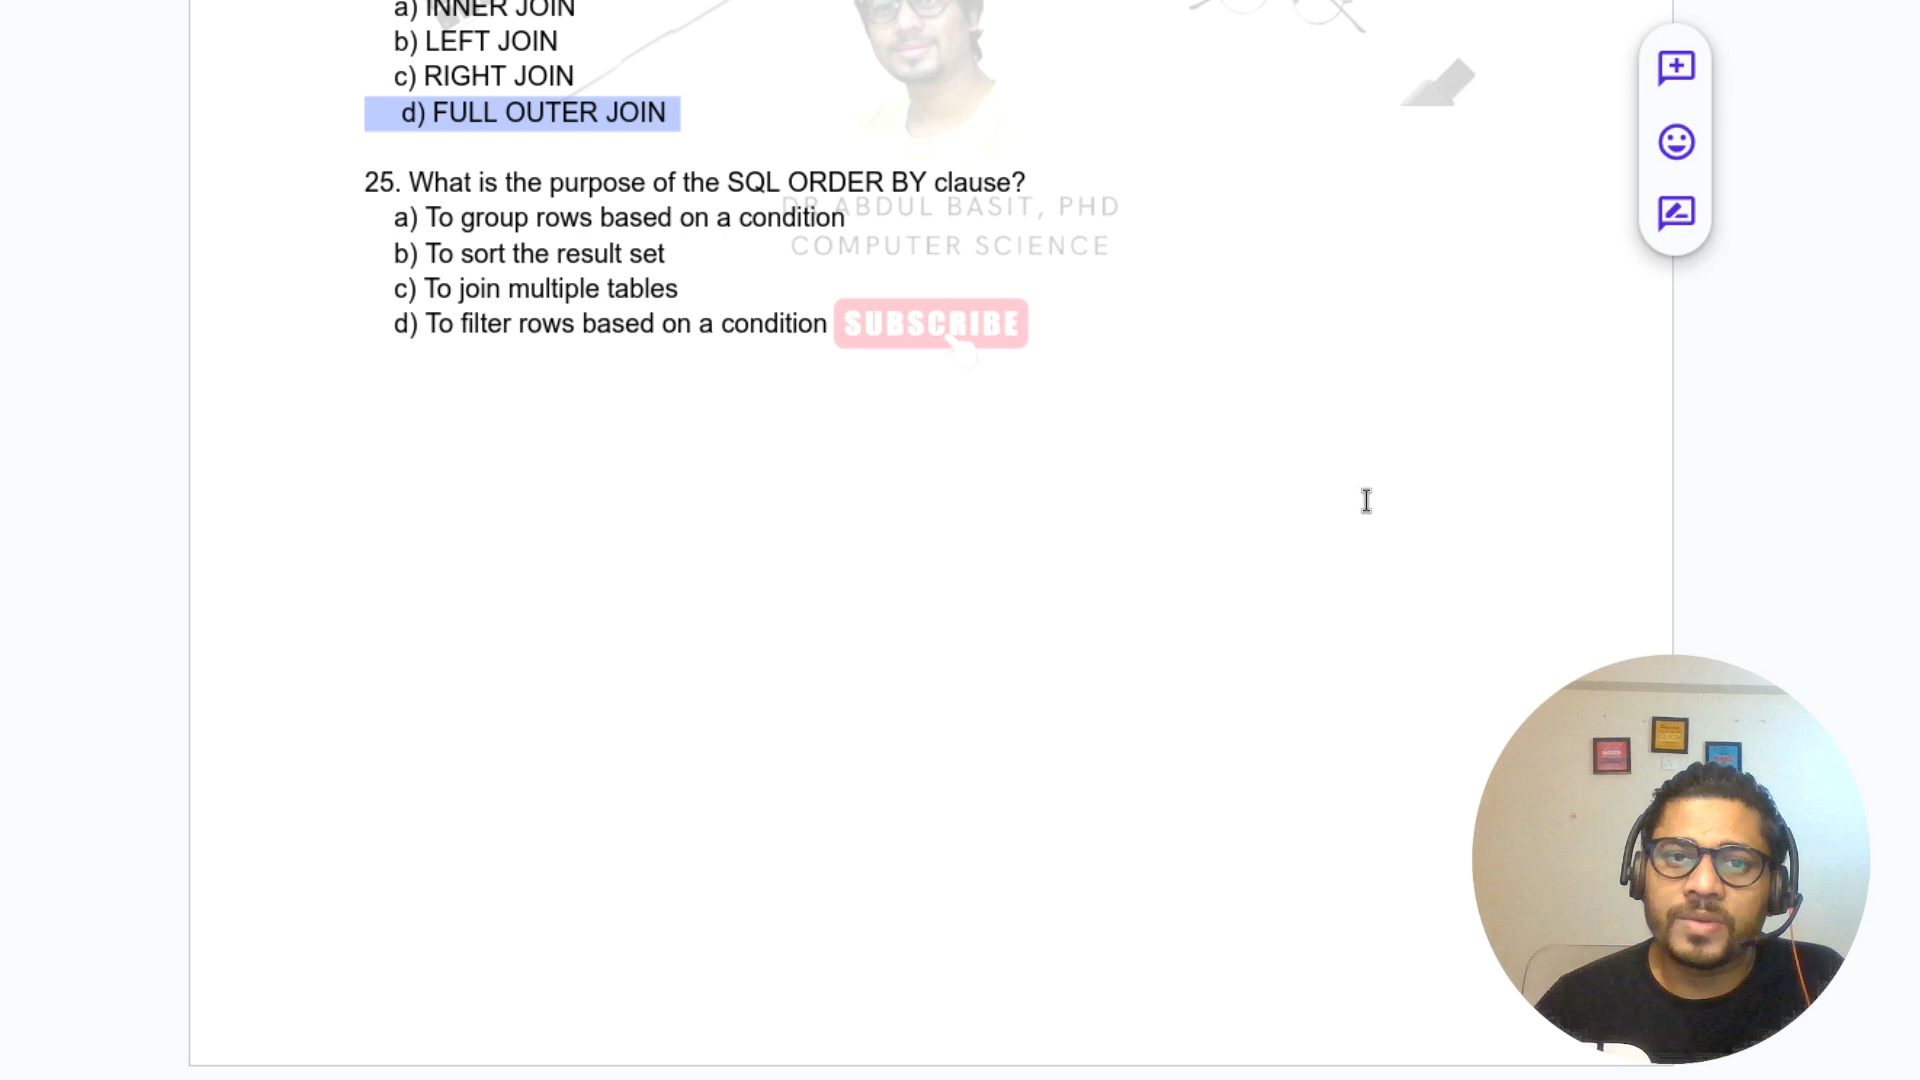 a) INNER JOIN
b) LEFT JOIN
c) RIGHT JOIN
d) FULL OUTER JOIN
25. What is the purpose of the SQL ORDER BY clause?
a) To group rows based on a condition
b) To sort the result set
c) To join multiple tables
d) To filter rows based on a condition
DR ABDUL BASIT, PHD
COMPUTER SCIENCE
SUBSCRIBE